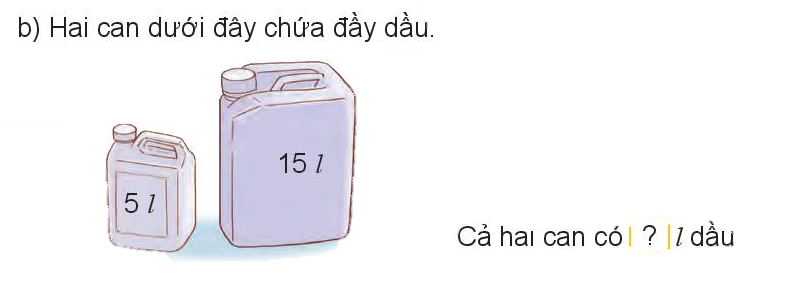 b) Hai can dưới đây chứa đầy dầu.
15 l
5 l
Cả hai can có ? l dầu